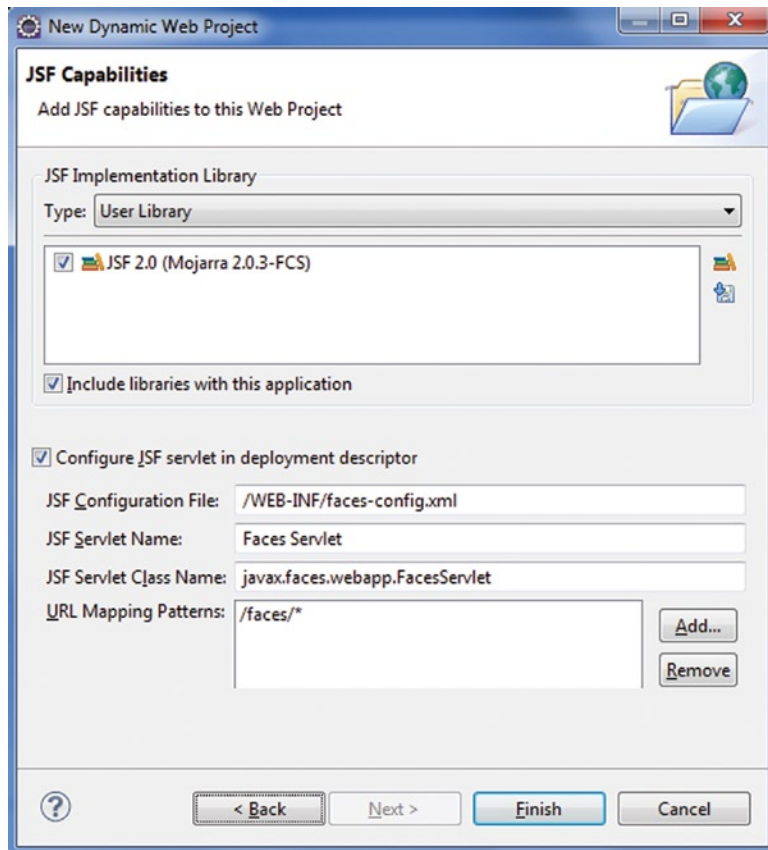 New Dynamic Web Project
JSF Capabilities
Add JSF capabilities to this Web Project
JSF Implementation Library
Type: User Library
JSF 2.0 (Mojarra 2.0.3-FCS)
Include libraries with this application
Configure JSF servlet in deployment descriptor
JSF Configuration File: /WEB-INF/faces-config.xml
JSF Servlet Name: Faces Servlet
JSF Servlet Class Name: javax.faces.webapp.FacesServlet
URL Mapping Patterns: /faces/*
Add...
Remove
< Back Next > Finish Cancel